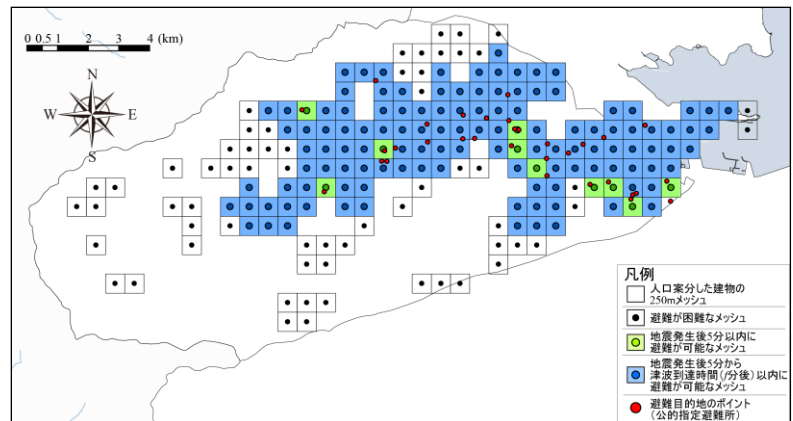 0 0.5 1 2 3 4 (km)
N
W E
S
凡例
人口案分した建物の
250mメッシュ
避難が困難なメッシュ
地震発生後5分以内に
避難が可能なメッシュ
地震発生後5分から
津波到達時間(j分後)以内に
避難が可能なメッシュ
避難目的地のポイント
(公的指定避難所)